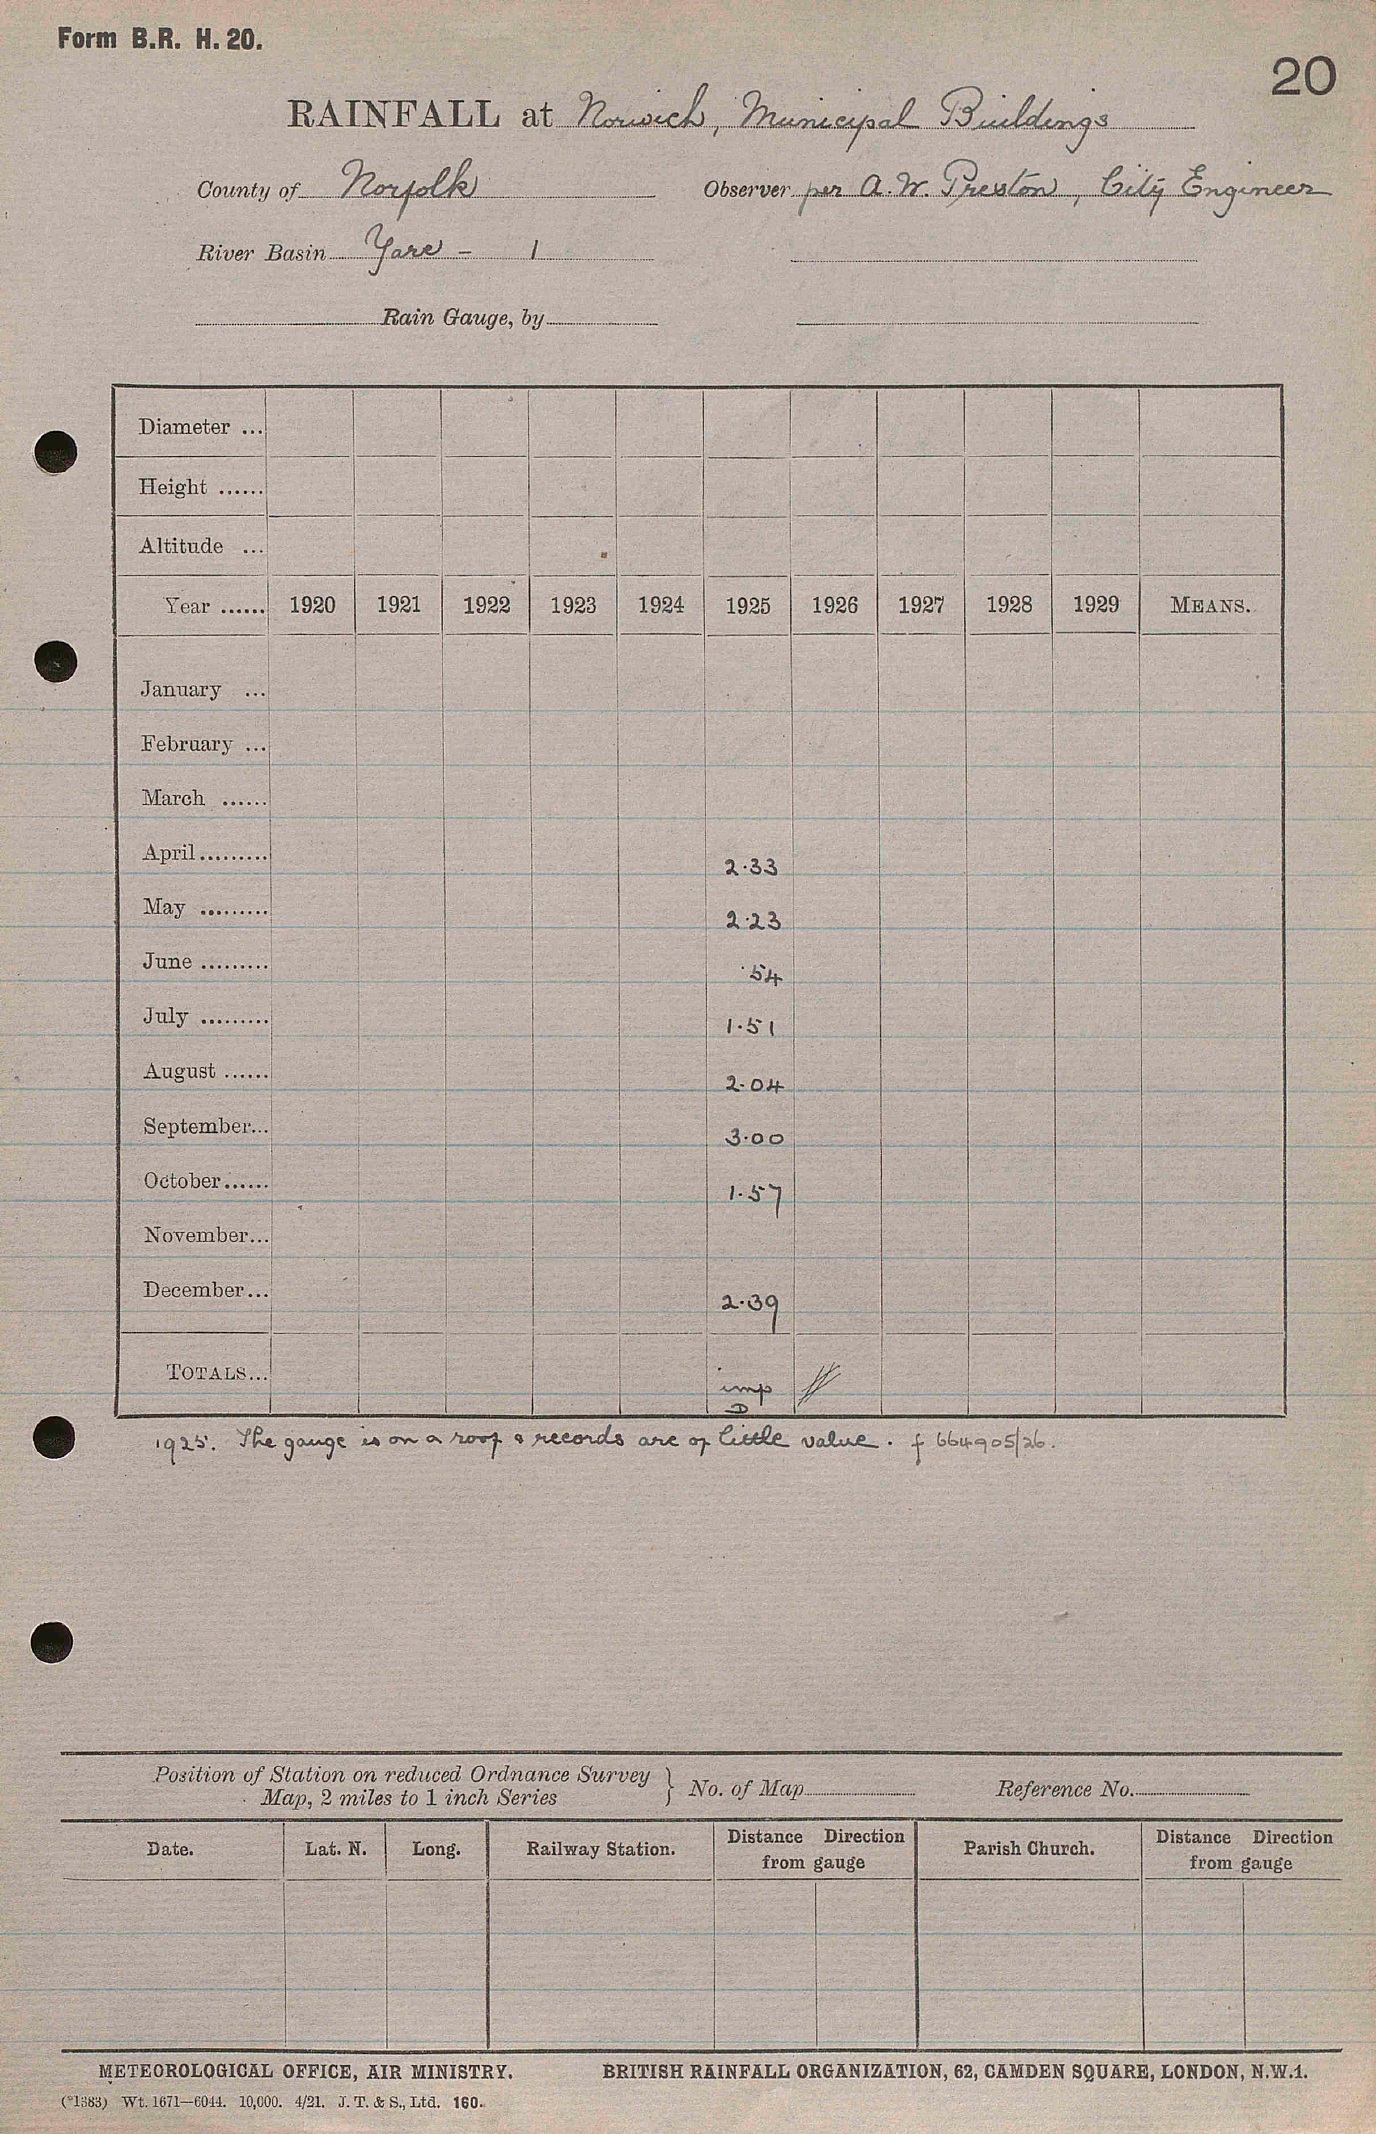 Form B.R. H. 20.
20
RAINFALL at Norwich, Municipal Buildings
County of Norfolk Observer per A. W. Preston, City Engineer
River Basin Yare - 1
Rain Gauge, by
Diameter ...
Height ......
Altitude ...
Year ...... 1920 1921 1922 1923 1924 1925 1926 1927 1928 1929 MEANS.
January ...
February ...
March ......
April ......... 2.33
May ......... 2.23
June ......... .54
July ......... 1.51
August ...... 2.04
September... 3.00
October...... 1.57
November...
December... 2.39
TOTALS... imp
D
1925. The gauge is on a roof & records are of little value. f 664905/26.
Position of Station on reduced Ordnance Survey
Map, 2 miles to 1 inch Series } No. of Map Reference No.
Date. Lat. N. Long. Railway Station. Distance Direction from gauge Parish Church. Distance Direction from gauge
METEOROLOGICAL OFFICE, AIR MINISTRY. BRITISH RAINFALL ORGANIZATION, 62, CAMDEN SQUARE, LONDON, N.W.1.
(*1383) Wt. 1671—6044. 10,000. 4/21. J. T. & S., Ltd. 160.